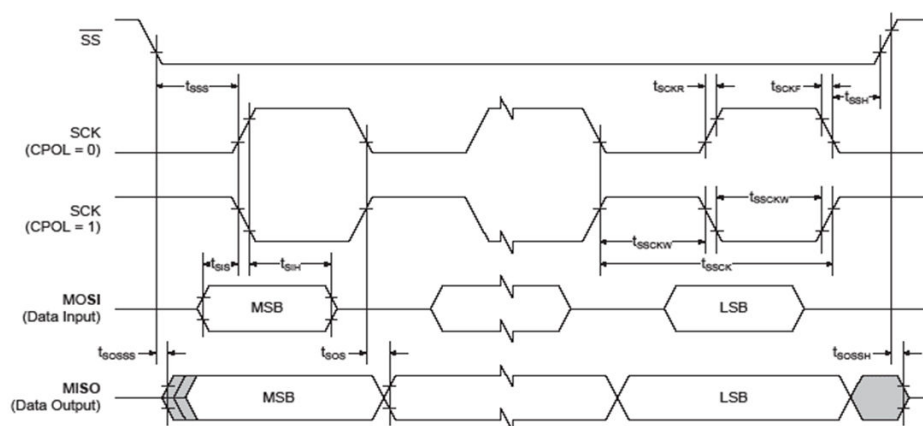 SS
tSSS
tSCKR
tSCKF
tSSH
SCK
(CPOL = 0)
SCK
(CPOL = 1)
tSSCKW
tSSCKW
tSSCK
tSIS
tSIH
MOSI
(Data Input)
MSB
LSB
tSOSSS
tSOS
tSOSSH
MISO
(Data Output)
MSB
LSB